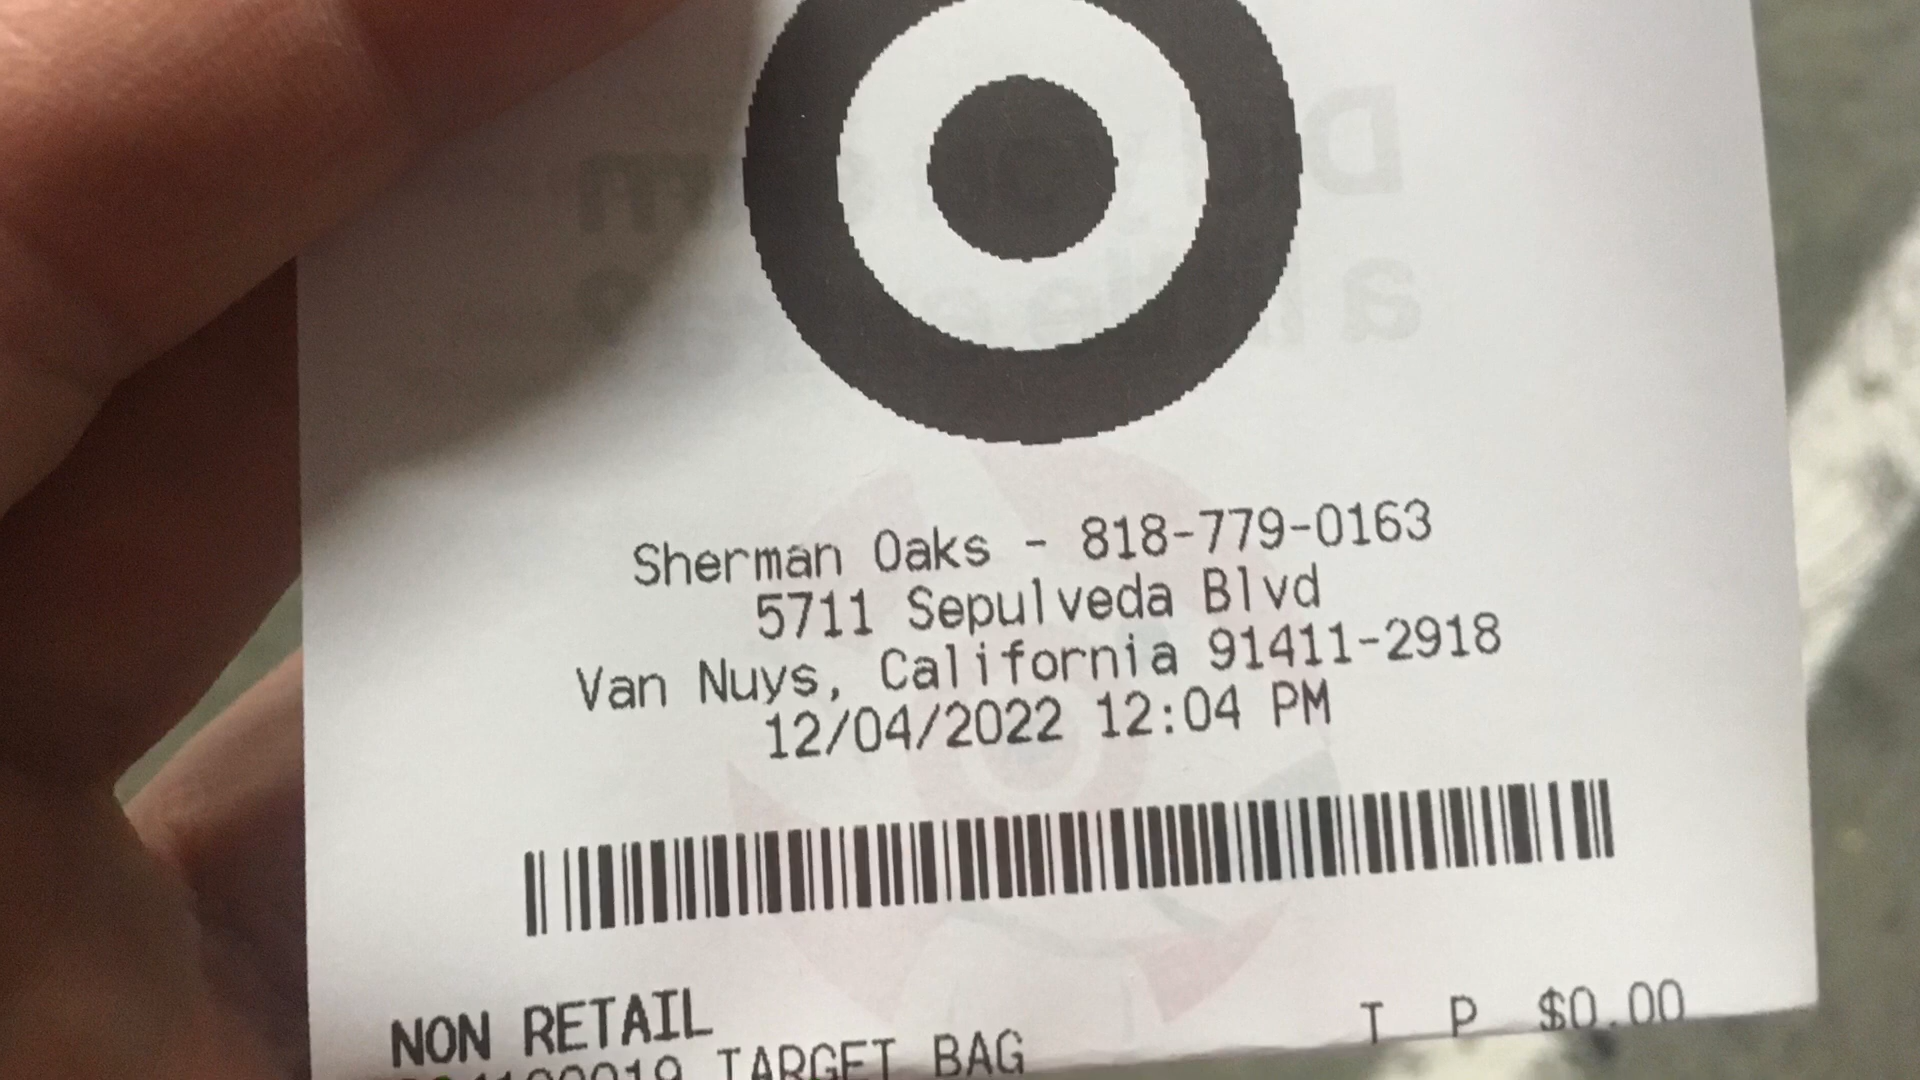 Sherman Oaks - 818-779-0163
5711 Sepulveda Blvd
Van Nuys, California 91411-2918
12/04/2022 12:04 PM
NON RETAIL
TARGET BAG T P $0.00